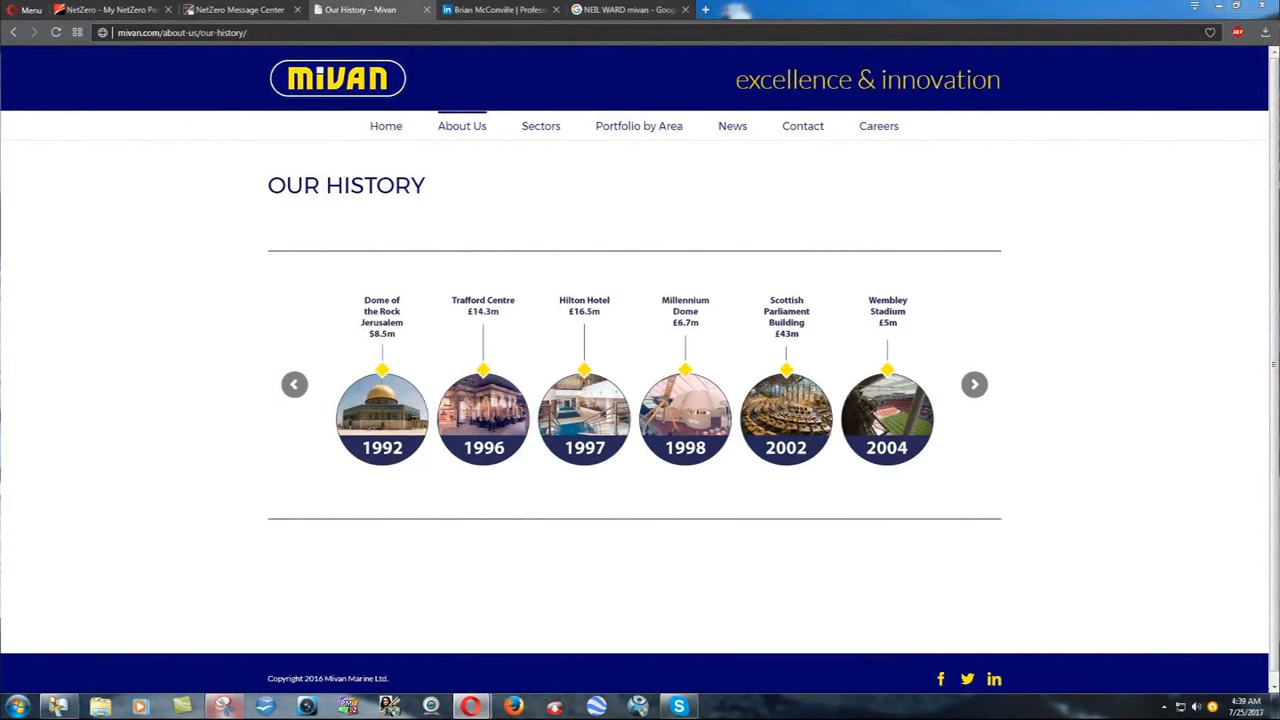 Menu
NetZero - My NetZero Pe
NetZero Message Center
Our History – Mivan
Brian McConville | Profess
NEIL WARD mivan - Goog
mivan.com/about-us/our-history/
ABP
mivan
excellence & innovation
Home
About Us
Sectors
Portfolio by Area
News
Contact
Careers
OUR HISTORY
Dome of
the Rock
Jerusalem
$8.5m
Trafford Centre
£14.3m
Hilton Hotel
£16.5m
Millennium
Dome
£6.7m
Scottish
Parliament
Building
£43m
Wembley
Stadium
£5m
1992
1996
1997
1998
2002
2004
Copyright 2016 Mivan Marine Ltd.
4:39 AM
7/25/2017